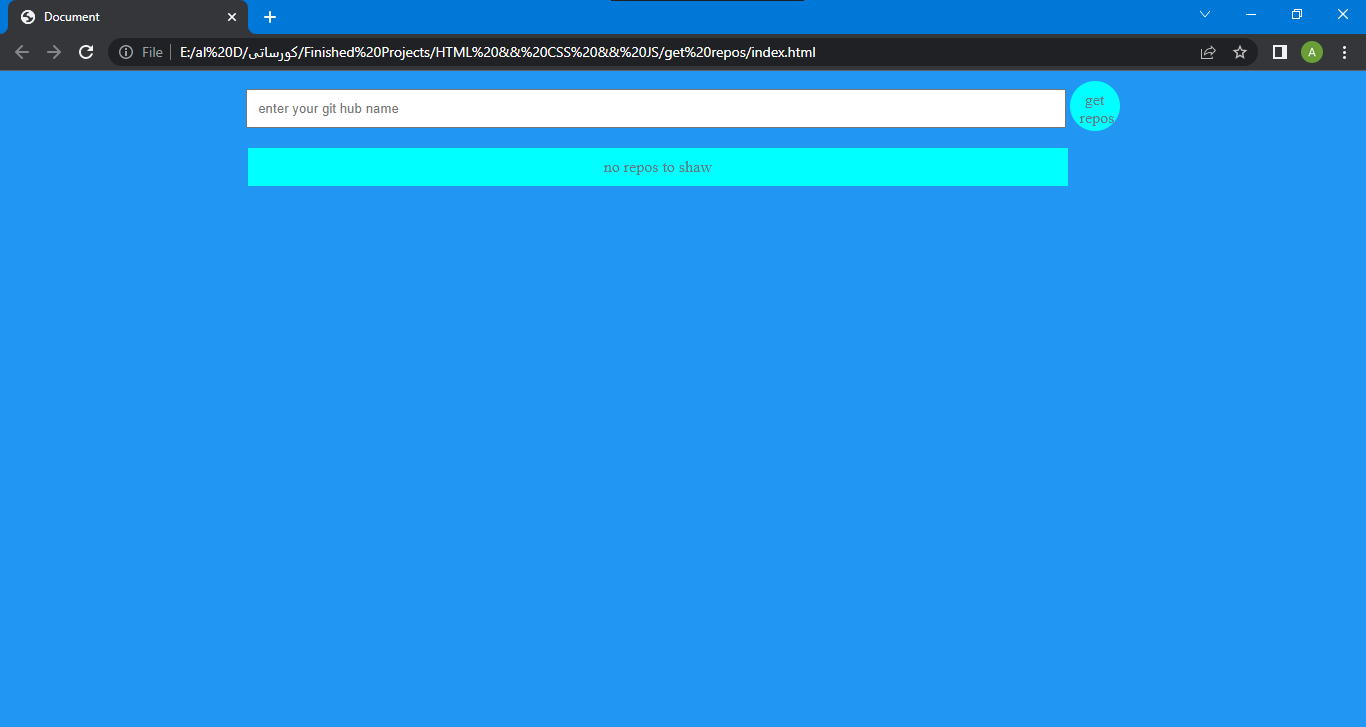 Document
File
E:/al%20D/كورساتى/Finished%20Projects/HTML%20&&%20CSS%20&&%20JS/get%20repos/index.html
A
enter your git hub name
get
repos
no repos to shaw